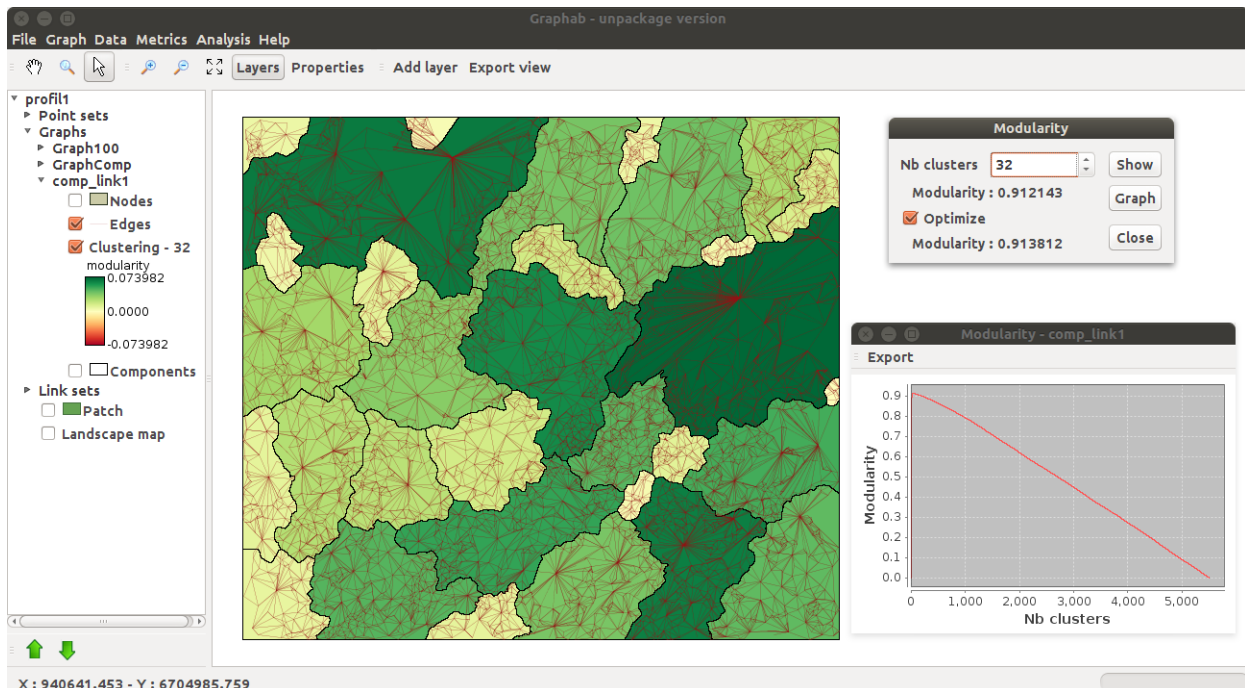 Graphab - unpackage version
File Graph Data Metrics Analysis Help
Layers Properties Add layer Export view
profil1
Point sets
Graphs
Graph100
GraphComp
comp_link1
Nodes
Edges
Clustering - 32
modularity
0.073982
0.0000
-0.073982
Components
Link sets
Patch
Landscape map
Modularity
Nb clusters 32 Show
Modularity : 0.912143
Graph
Optimize
Modularity : 0.913812
Close
Modularity - comp_link1
Export
0.9
0.8
0.7
0.6
0.5
0.4
0.3
0.2
0.1
0.0
Modularity
0 1,000 2,000 3,000 4,000 5,000
Nb clusters
X : 940641.453 - Y : 6704985.759